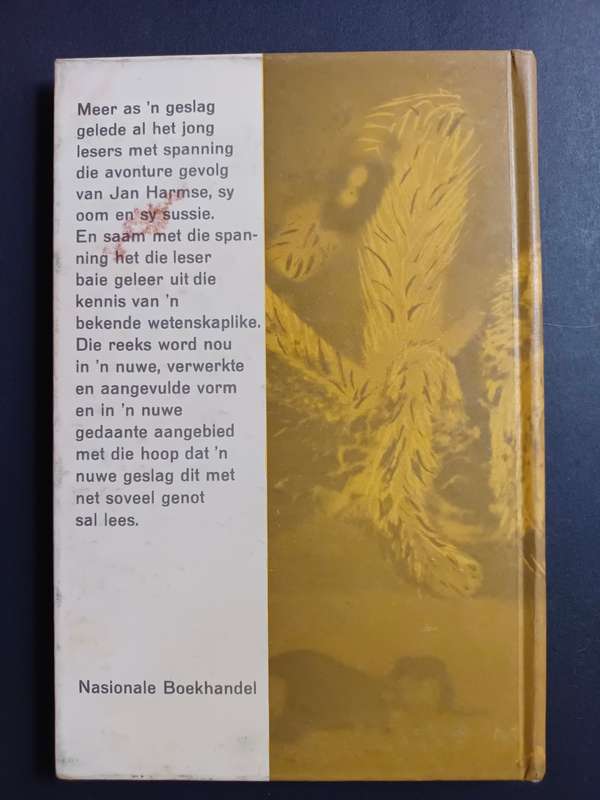 Meer as 'n geslag
gelede al het jong
lesers met spanning
die avonture gevolg
van Jan Harmse, sy
oom en sy sussie.
En saam met die span-
ning het die leser
baie geleer uit die
kennis van 'n
bekende wetenskaplike.
Die reeks word nou
in 'n nuwe, verwerkte
en aangevulde vorm
en in 'n nuwe
gedaante aangebied
met die hoop dat 'n
nuwe geslag dit met
net soveel genot
sal lees.
Nasionale Boekhandel